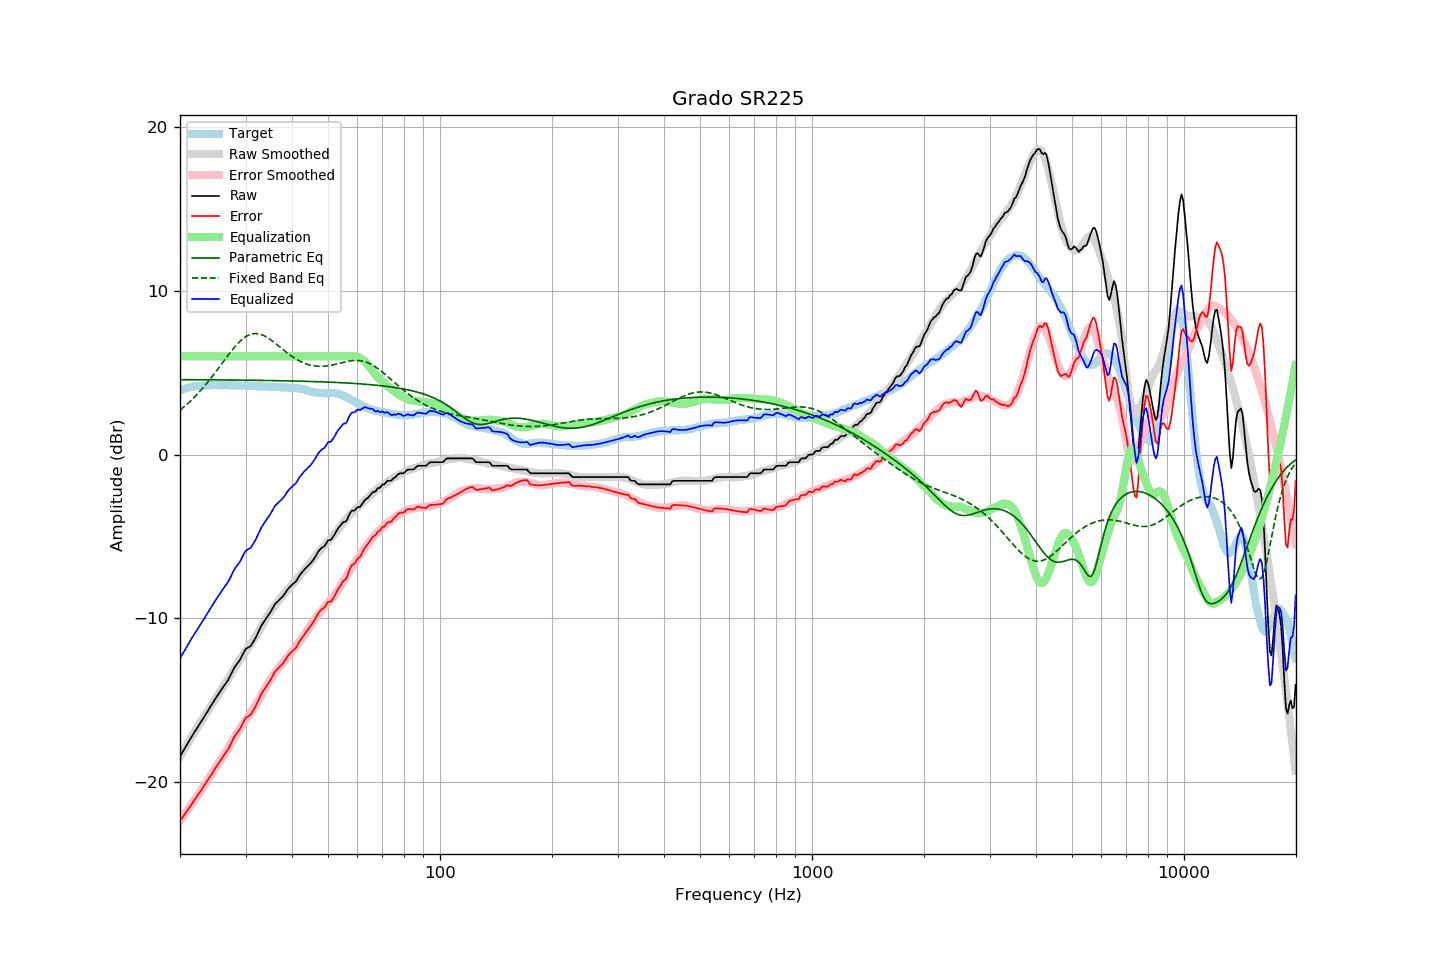 Grado SR225
Target
Raw Smoothed
Error Smoothed
Raw
Error
Equalization
Parametric Eq
Fixed Band Eq
Equalized
20
10
0
−10
−20
Amplitude (dBr)
100
1000
10000
Frequency (Hz)